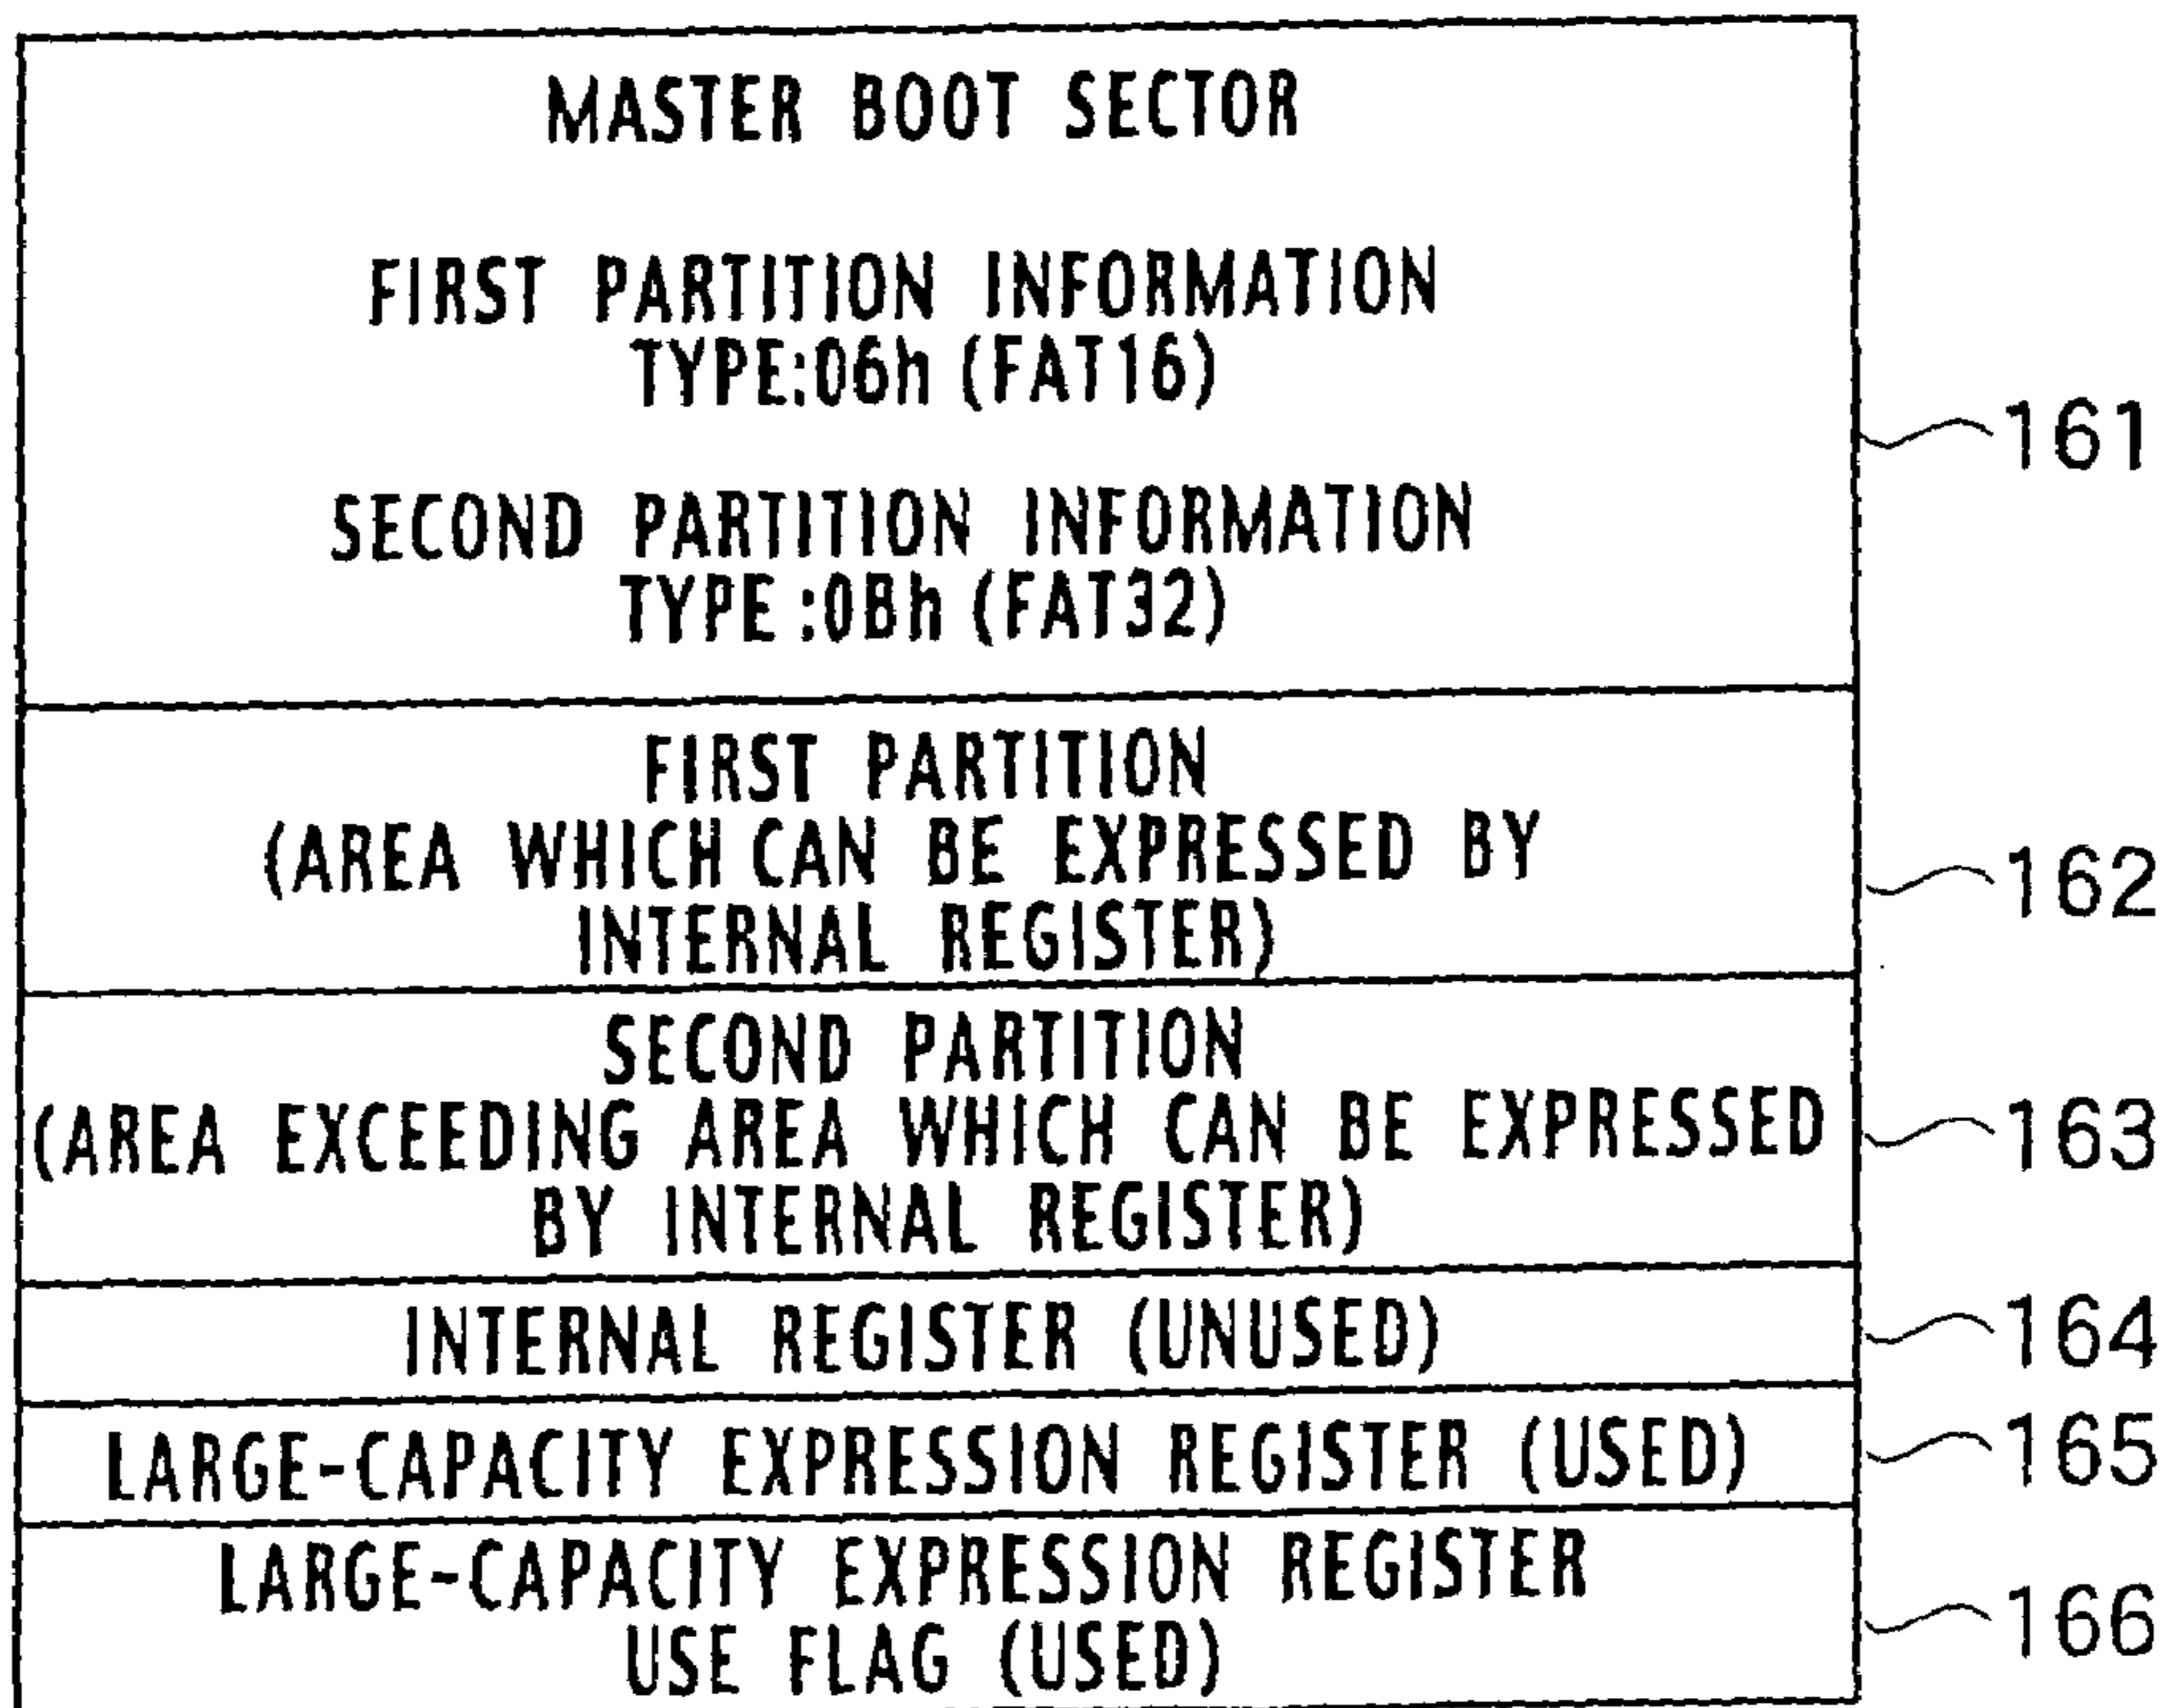 MASTER BOOT SECTOR
FIRST PARTITION INFORMATION
TYPE:06h (FAT16)
161
SECOND PARTITION INFORMATION
TYPE:0Bh (FAT32)
FIRST PARTITION
(AREA WHICH CAN BE EXPRESSED BY
162
INTERNAL REGISTER)
SECOND PARTITION
(AREA EXCEEDING AREA WHICH CAN BE EXPRESSED
163
BY INTERNAL REGISTER)
INTERNAL REGISTER (UNUSED)
164
LARGE-CAPACITY EXPRESSION REGISTER (USED)
165
LARGE-CAPACITY EXPRESSION REGISTER
USE FLAG (USED)
166